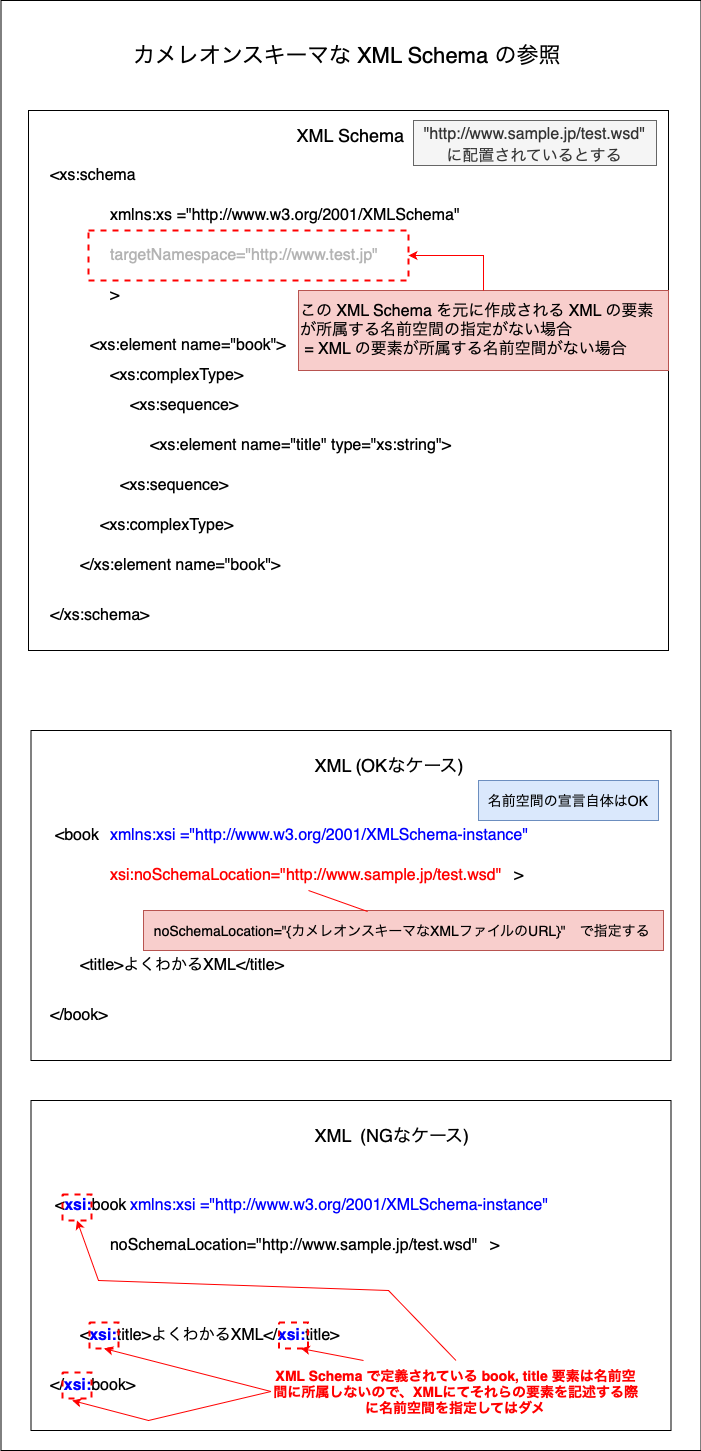 カメレオンスキーマな XML Schema の参照
XML Schema
"http://www.sample.jp/test.wsd"
に配置されているとする
<xs:schema
xmlns:xs ="http://www.w3.org/2001/XMLSchema"
targetNamespace="http://www.test.jp"
>
この XML Schema を元に作成される XML の要素
が所属する名前空間の指定がない場合
= XML の要素が所属する名前空間がない場合
<xs:element name="book">
<xs:complexType>
<xs:sequence>
<xs:element name="title" type="xs:string">
<xs:sequence>
<xs:complexType>
</xs:element name="book">
</xs:schema>
XML (OKなケース)
名前空間の宣言自体はOK
<book xmlns:xsi ="http://www.w3.org/2001/XMLSchema-instance"
xsi:noSchemaLocation="http://www.sample.jp/test.wsd" >
noSchemaLocation="{カメレオンスキーマなXMLファイルのURL}" で指定する
<title>よくわかるXML</title>
</book>
XML (NGなケース)
<xsi:book xmlns:xsi ="http://www.w3.org/2001/XMLSchema-instance"
noSchemaLocation="http://www.sample.jp/test.wsd" >
<xsi:title>よくわかるXML</xsi:title>
XML Schema で定義されている book, title 要素は名前空
間に所属しないので、XMLにてそれらの要素を記述する際
に名前空間を指定してはダメ
</xsi:book>